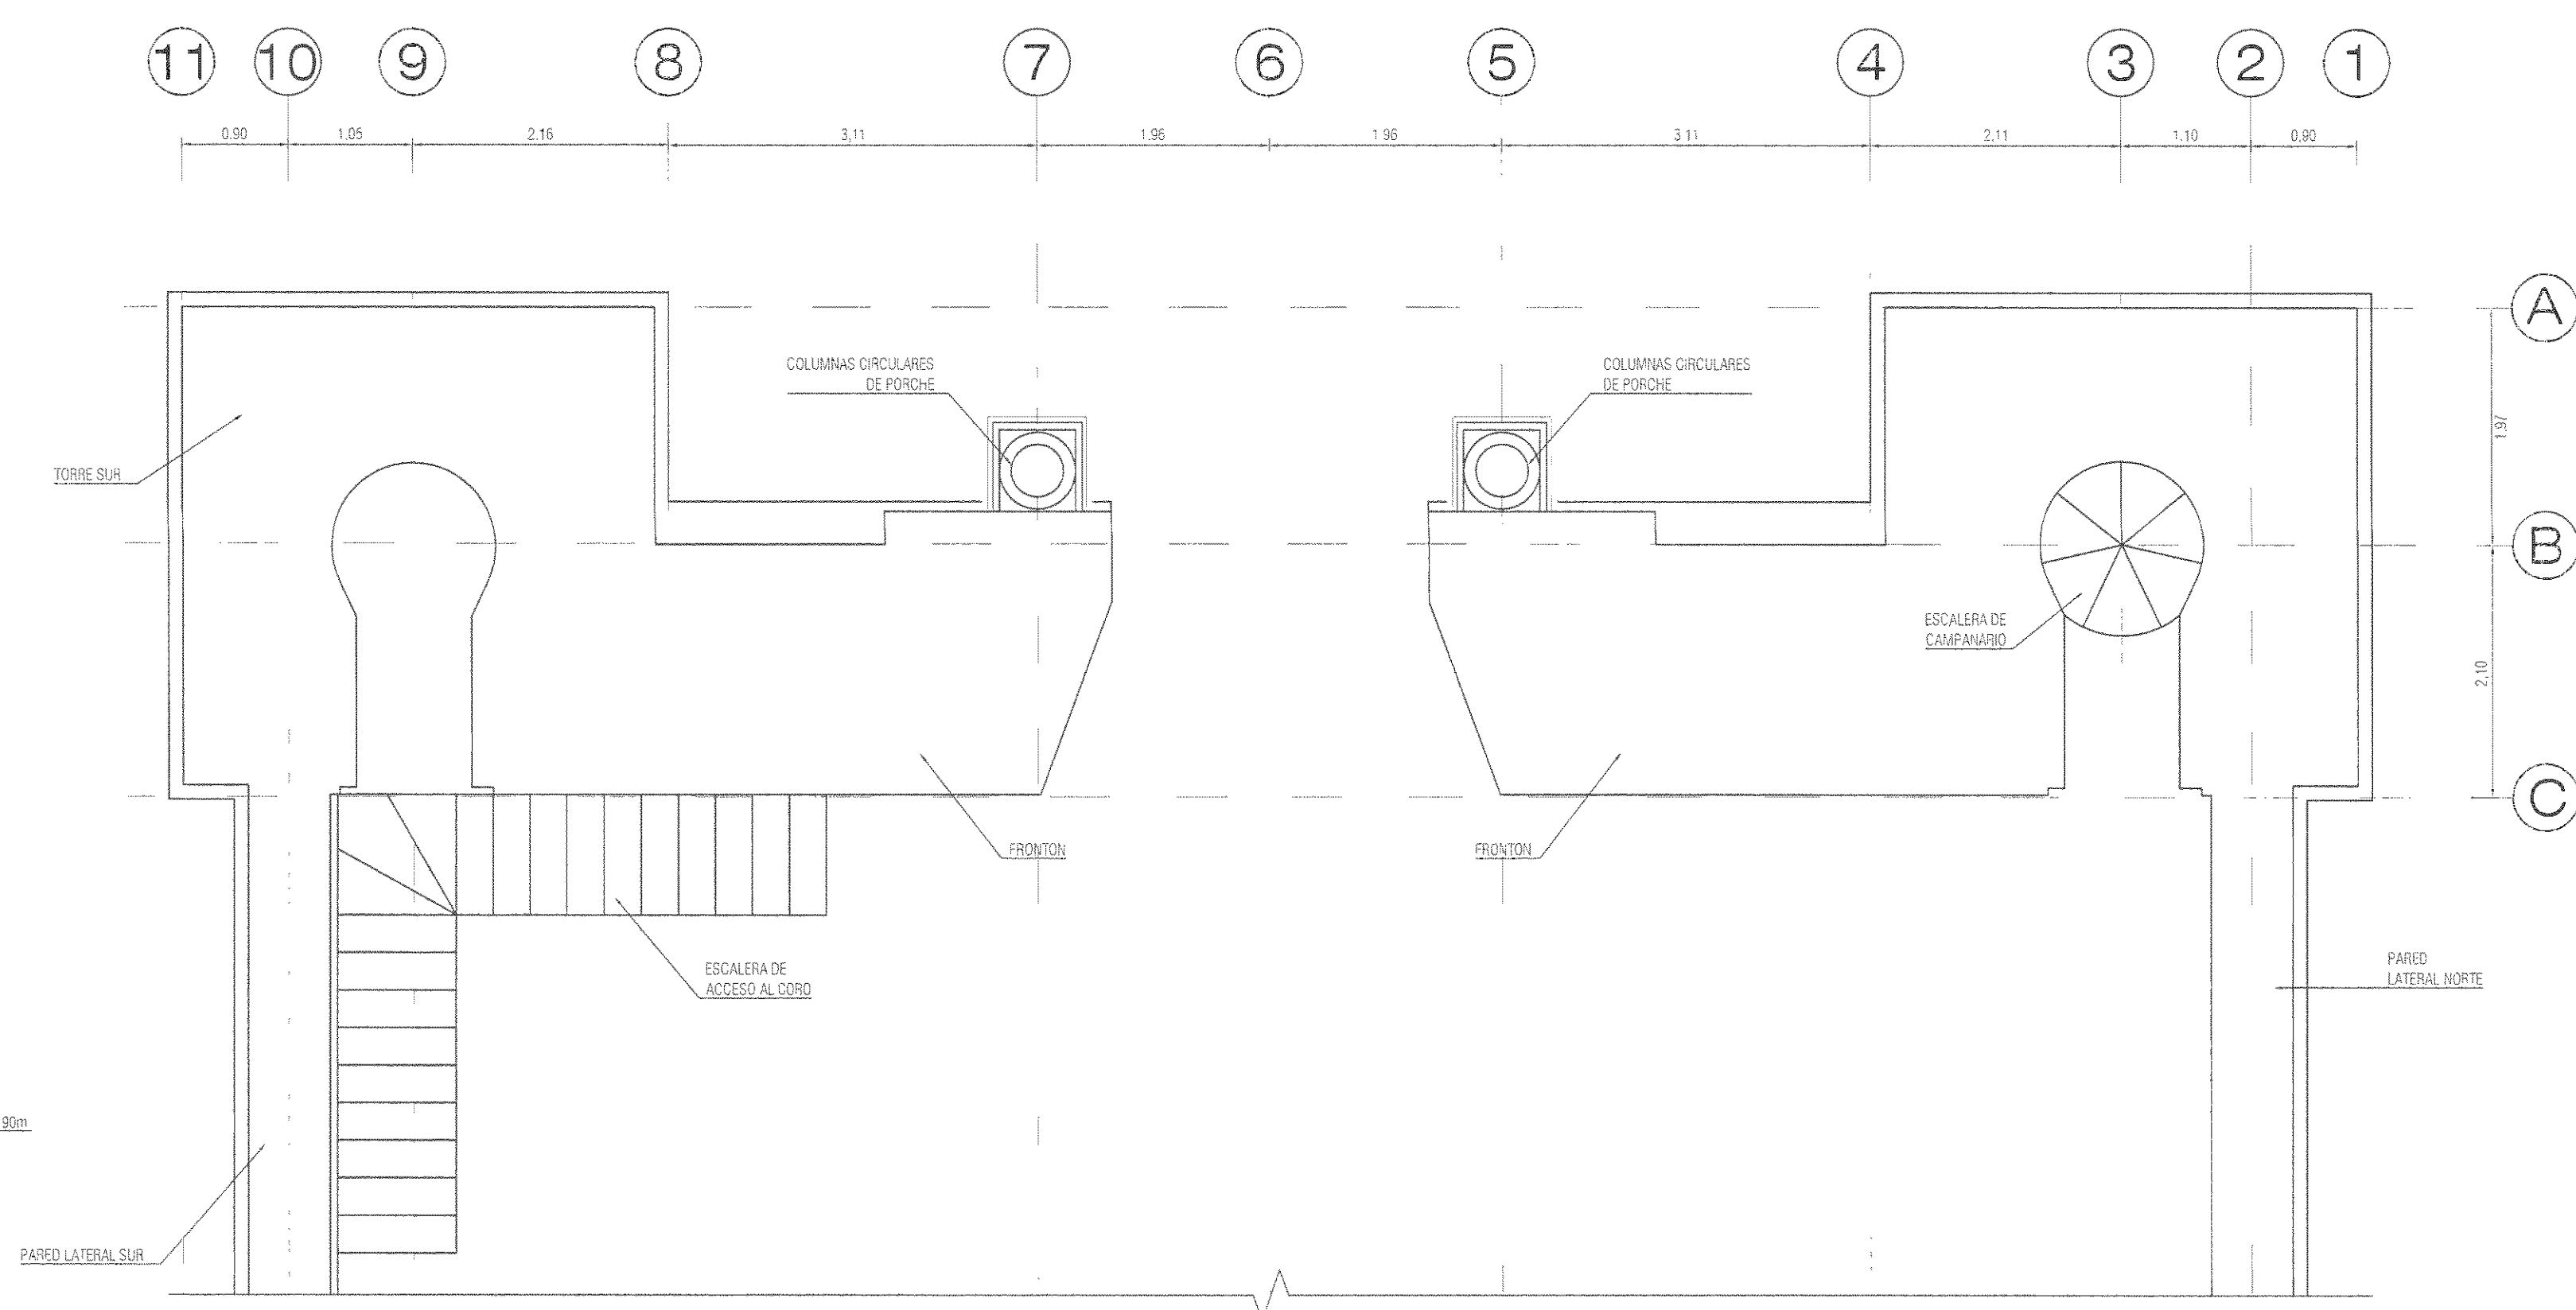 11 10 9 8 7 6 5 4 3 2 1
0.90 1.05 2.16 3,11 1.96 1.96 3.11 2,11 1.10 0,90
A
COLUMNAS CIRCULARES
DE PORCHE
COLUMNAS CIRCULARES
DE PORCHE
1.97
TORRE SUR
B
ESCALERA DE
CAMPANARIO
2,10
C
FRONTON
FRONTON
ESCALERA DE
ACCESO AL CORO
PARED
LATERAL NORTE
90m
PARED LATERAL SUR